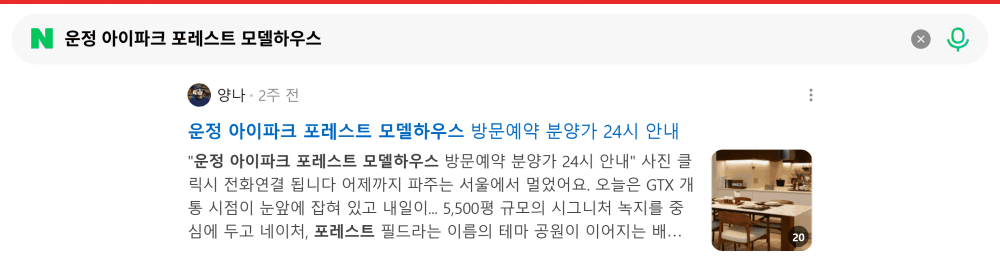 운정 아이파크 포레스트 모델하우스
양나 · 2주 전
운정 아이파크 포레스트 모델하우스 방문예약 분양가 24시 안내
"운정 아이파크 포레스트 모델하우스 방문예약 분양가 24시 안내" 사진 클
릭시 전화연결 됩니다 어제까지 파주는 서울에서 멀었어요. 오늘은 GTX 개
통 시점이 눈앞에 잡혀 있고 내일이... 5,500평 규모의 시그니처 녹지를 중
심에 두고 네이처, 포레스트 필드라는 이름의 테마 공원이 이어지는 배...
20